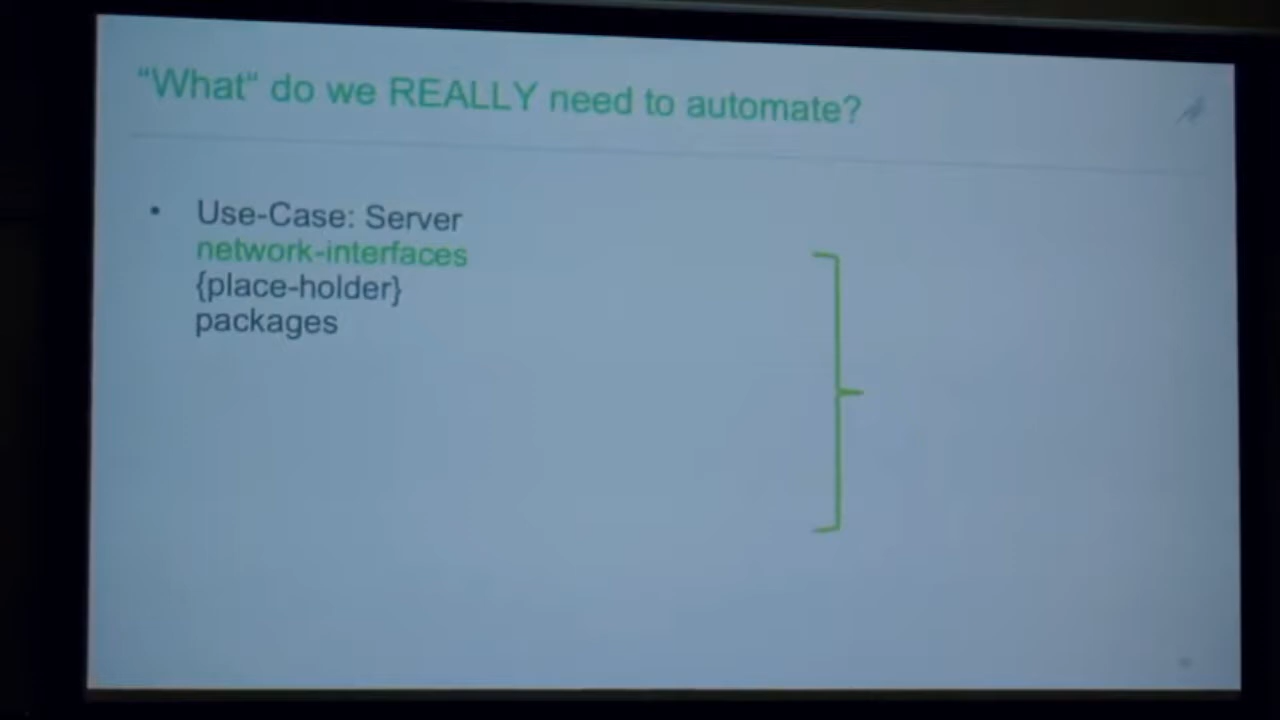 “What“ do we REALLY need to automate?
• Use-Case: Server
network-interfaces
{place-holder}
packages